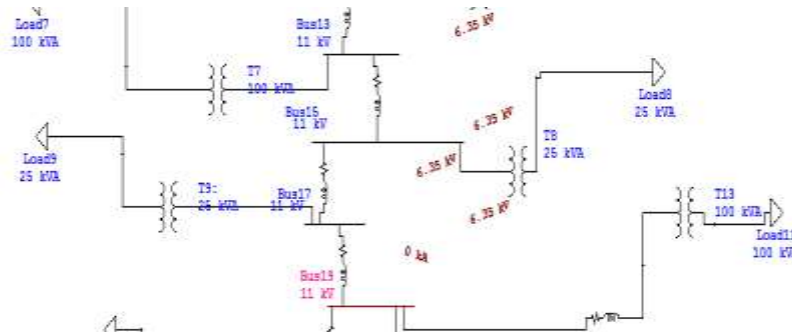 Load7
100 kVA
Bus13
11 kV
6.35 kV
T7
100 kVA
Load8
25 kVA
Bus15
11 kV
6.35 kV
T8
25 kVA
Load9
25 kVA
6.35 kV
T9:
25 kVA
Bus17
11 kV
6.35 kV
T13
100 kVA
Load11
100 kV
0 kA
Bus19
11 kV